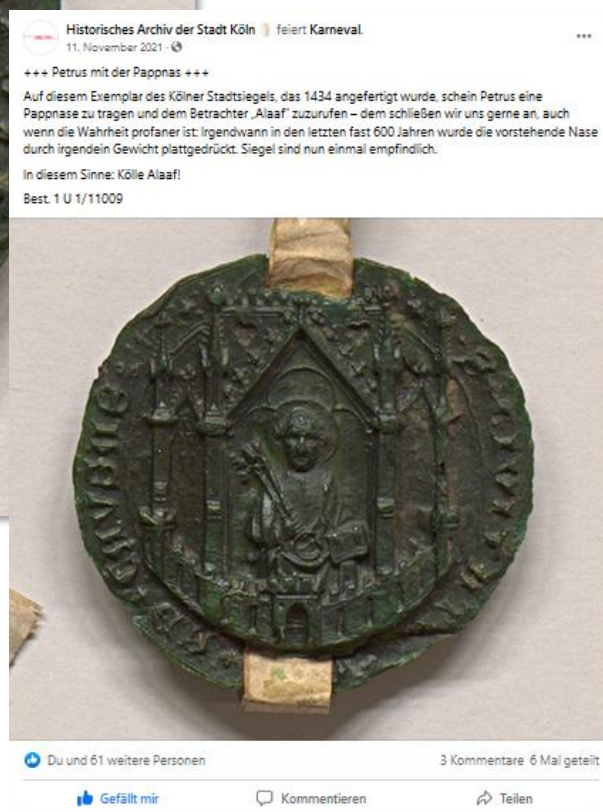 Historisches Archiv der Stadt Köln feiert Karneval.
11. November 2021 ·
+++ Petrus mit der Pappnas +++
Auf diesem Exemplar des Kölner Stadtsiegels, das 1434 angefertigt wurde, schein Petrus eine
Pappnase zu tragen und dem Betrachter „Alaaf" zuzurufen – dem schließen wir uns gerne an, auch
wenn die Wahrheit profaner ist: Irgendwann in den letzten fast 600 Jahren wurde die vorstehende Nase
durch irgendein Gewicht plattgedrückt. Siegel sind nun einmal empfindlich.
In diesem Sinne: Kölle Alaaf!
Best. 1 U 1/11009
Du und 61 weitere Personen
3 Kommentare 6 Mal geteilt
Gefällt mir
Kommentieren
Teilen